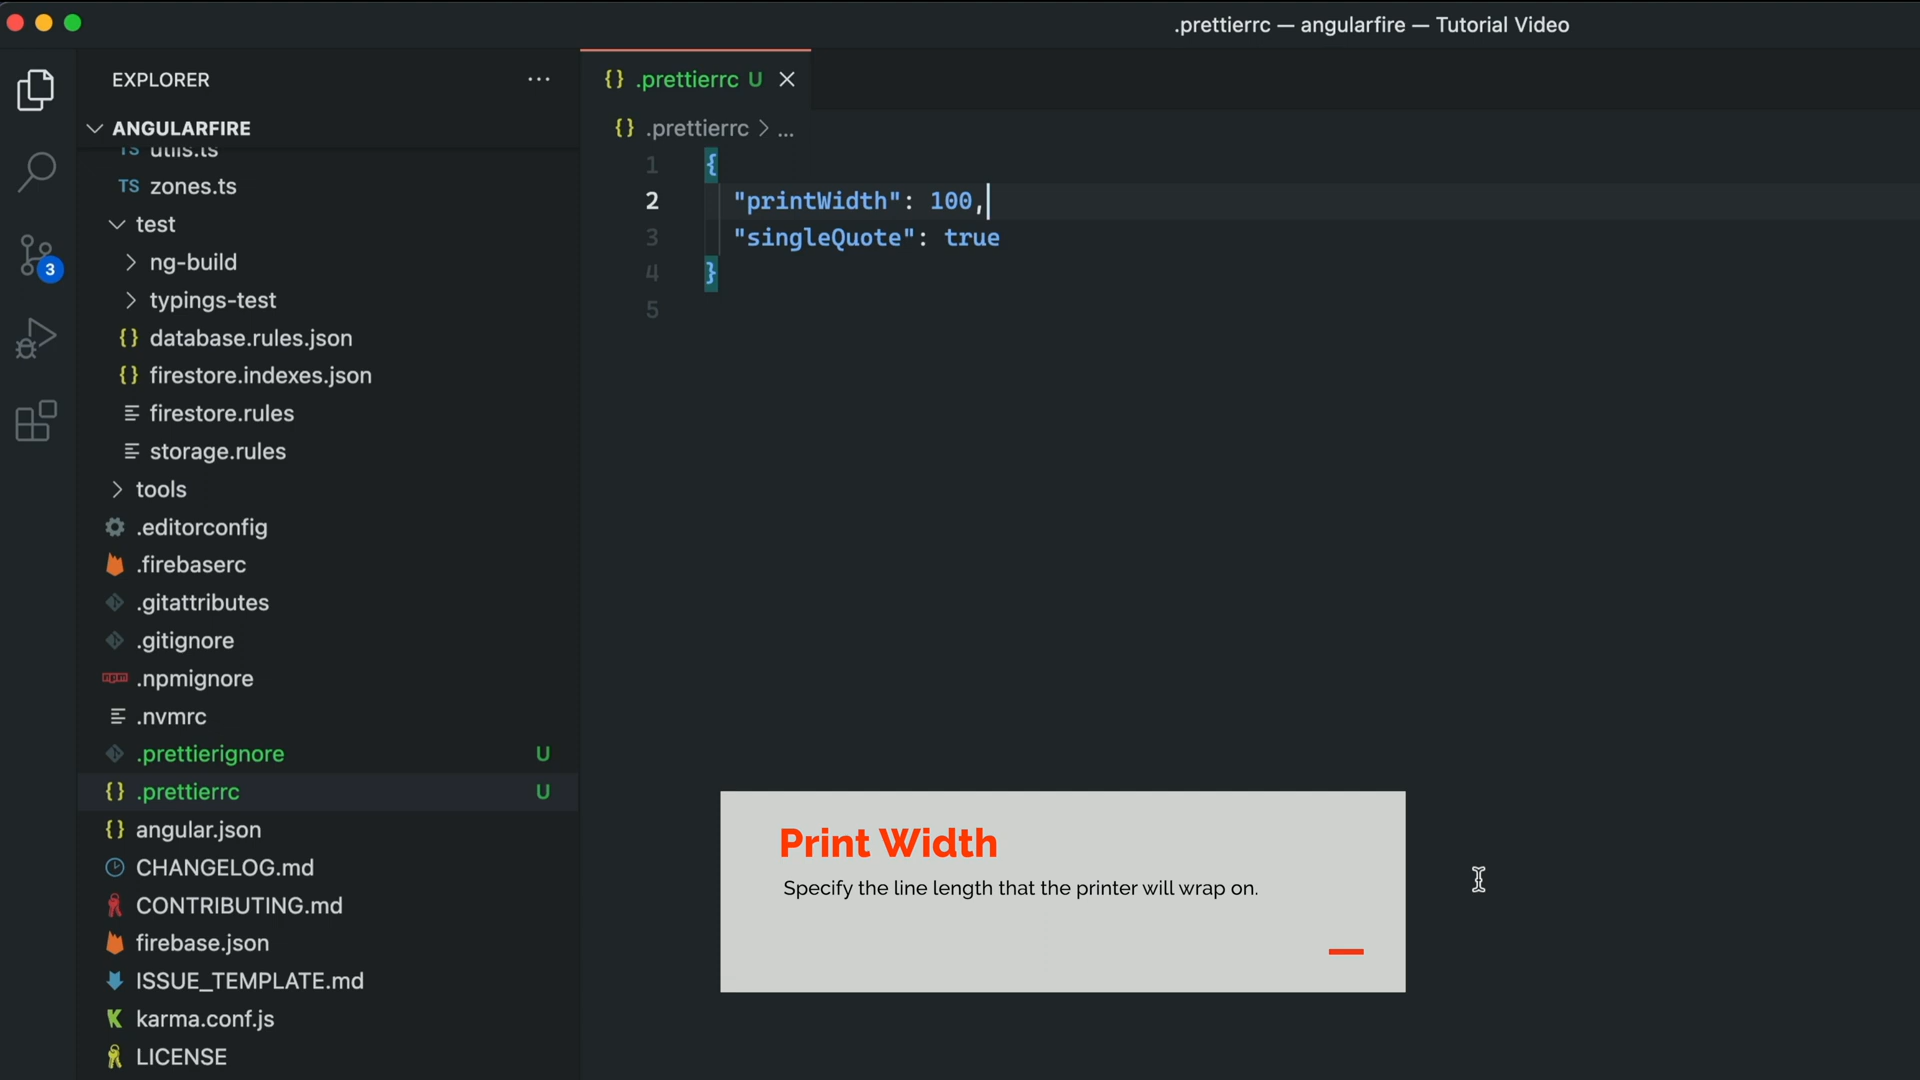 .prettierrc — angularfire — Tutorial Video
EXPLORER
ANGULARFIRE
TS utils.ts
TS zones.ts
test
ng-build
typings-test
{} database.rules.json
{} firestore.indexes.json
firestore.rules
storage.rules
tools
.editorconfig
.firebaserc
.gitattributes
.gitignore
npm .npmignore
.nvmrc
.prettierignore U
{} .prettierrc U
{} angular.json
CHANGELOG.md
CONTRIBUTING.md
firebase.json
ISSUE_TEMPLATE.md
karma.conf.js
LICENSE
3
{} .prettierrc U
{} .prettierrc > ...
1 {
2 "printWidth": 100,
3 "singleQuote": true
4 }
5
Print Width
Specify the line length that the printer will wrap on.